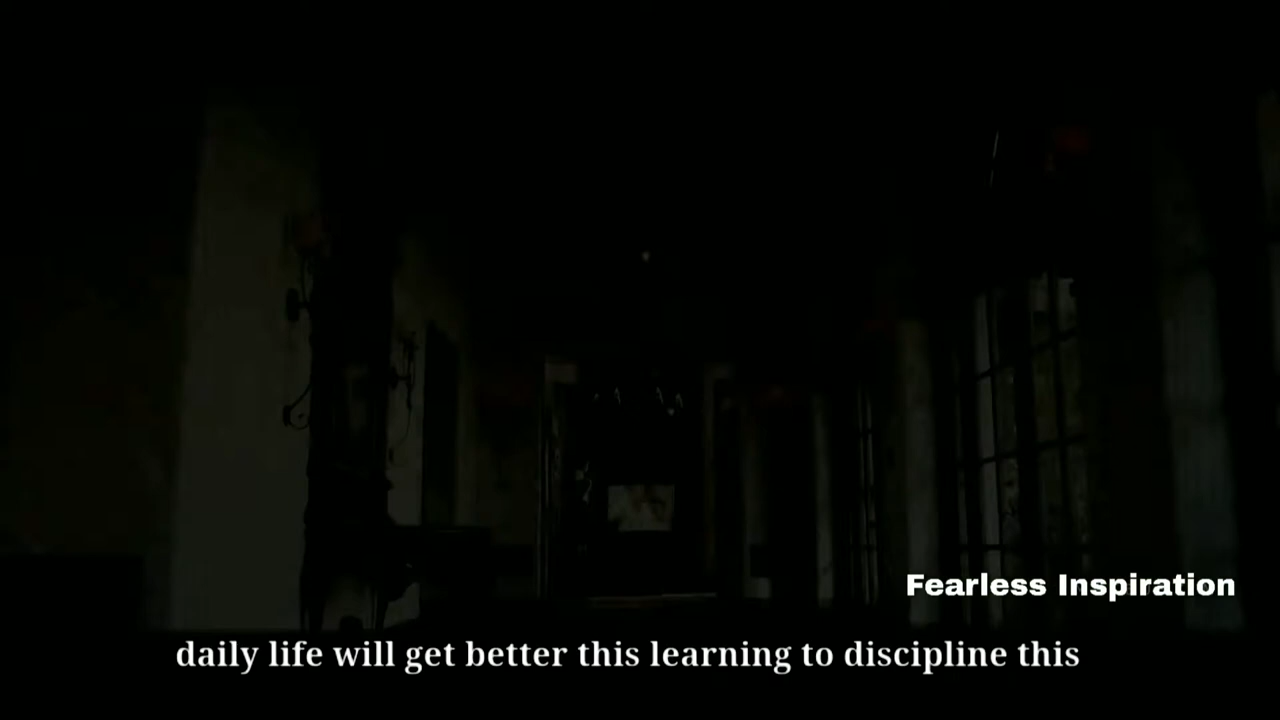 Fearless Inspiration
daily life will get better this learning to discipline this